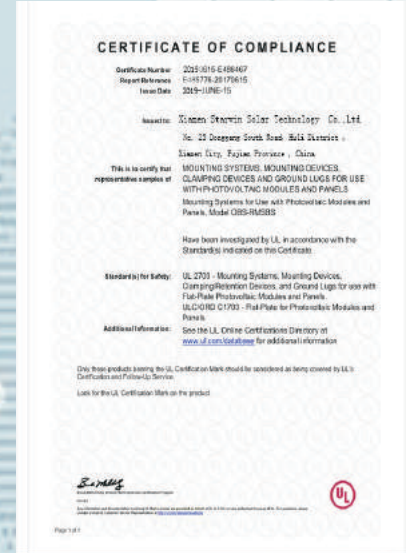 CERTIFICATE OF COMPLIANCE
Certificate Number 20190615-E486467
Report Reference 20170615
Issue Date 2019-JUNE-15
Issued to: Xiamen Starwin Solar Technology Co.,Ltd
No. 23 Donggang South Road Huli District,
Xiamen City, Fujian Province, China
This is to certify that MOUNTING SYSTEMS, MOUNTING DEVICES,
representative samples of CLAMPING DEVICES AND GROUND LUGS FOR USE
WITH PHOTOVOLTAIC MODULES AND PANELS
Mounting Systems for Use with Photovoltaic Modules and
Panels, Model OBS-RMSBS
Have been investigated by UL in accordance with the
Standard(s) indicated on this Certificate.
Standard(s) for Safety: UL 2703 - Mounting Systems, Mounting Devices,
Clamping/Retention Devices, and Ground Lugs for use with
Flat-Plate Photovoltaic Modules and Panels.
ULC/ORD C1703 - Flat-Plate for Photovoltaic Modules and
Panels
Additional Information: See the UL Online Certifications Directory at
www.ul.com/database for additional information
Only those products bearing the UL Certification Mark should be considered as being covered by UL's
Certification and Follow-Up Service.
Look for the UL Certification Mark on the product
UL
Page 1 of 1